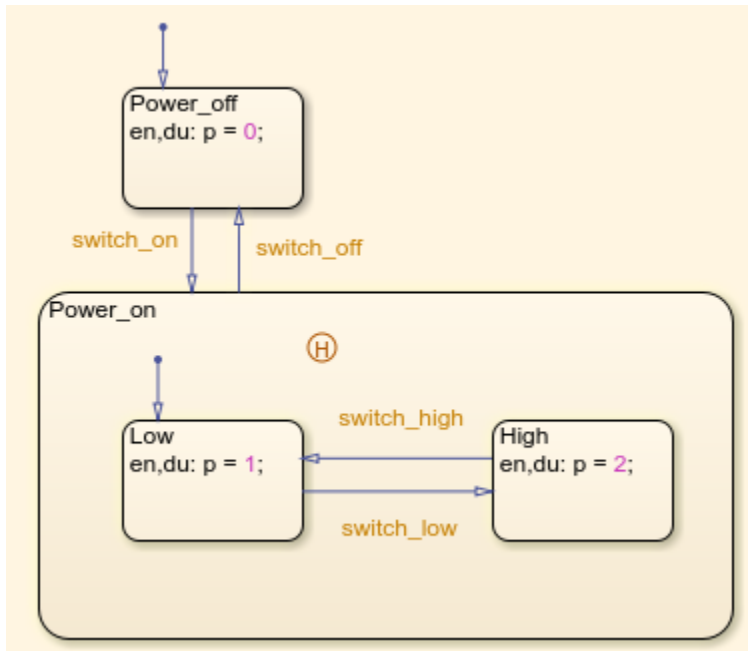 Power_off
en,du: p = 0;
switch_on
switch_off
Power_on
H
switch_high
Low
en,du: p = 1;
High
en,du: p = 2;
switch_low